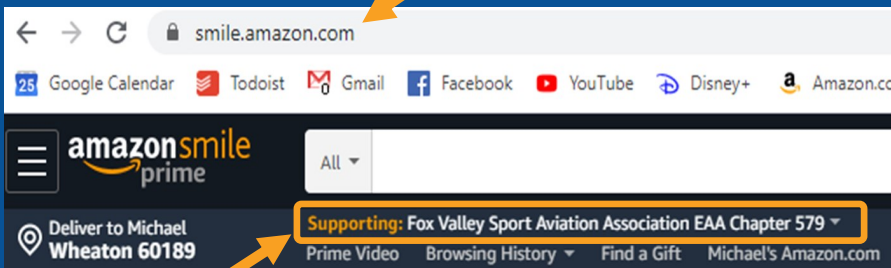 smile.amazon.com
25 Google Calendar Todoist 0 Gmail Facebook YouTube Disney+ a Amazon.co
amazonsmile
prime
All
Supporting: Fox Valley Sport Aviation Association EAA Chapter 579
Deliver to Michael
Wheaton 60189
Prime Video Browsing History Find a Gift Michael's Amazon.com